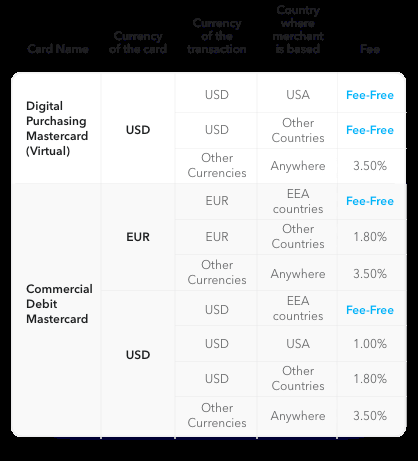 Card Name
Currency
of the card
Currency
of the
transaction
Country
where
merchant
is based
Fee
Digital
Purchasing
Mastercard
(Virtual)
USD
USD
USA
Fee-Free
USD
Other
Countries
Fee-Free
Other
Currencies
Anywhere
3.50%
Commercial
Debit
Mastercard
EUR
EUR
EEA
countries
Fee-Free
EUR
Other
Countries
1.80%
Other
Currencies
Anywhere
3.50%
USD
USD
EEA
countries
Fee-Free
USD
USA
1.00%
USD
Other
Countries
1.80%
Other
Currencies
Anywhere
3.50%